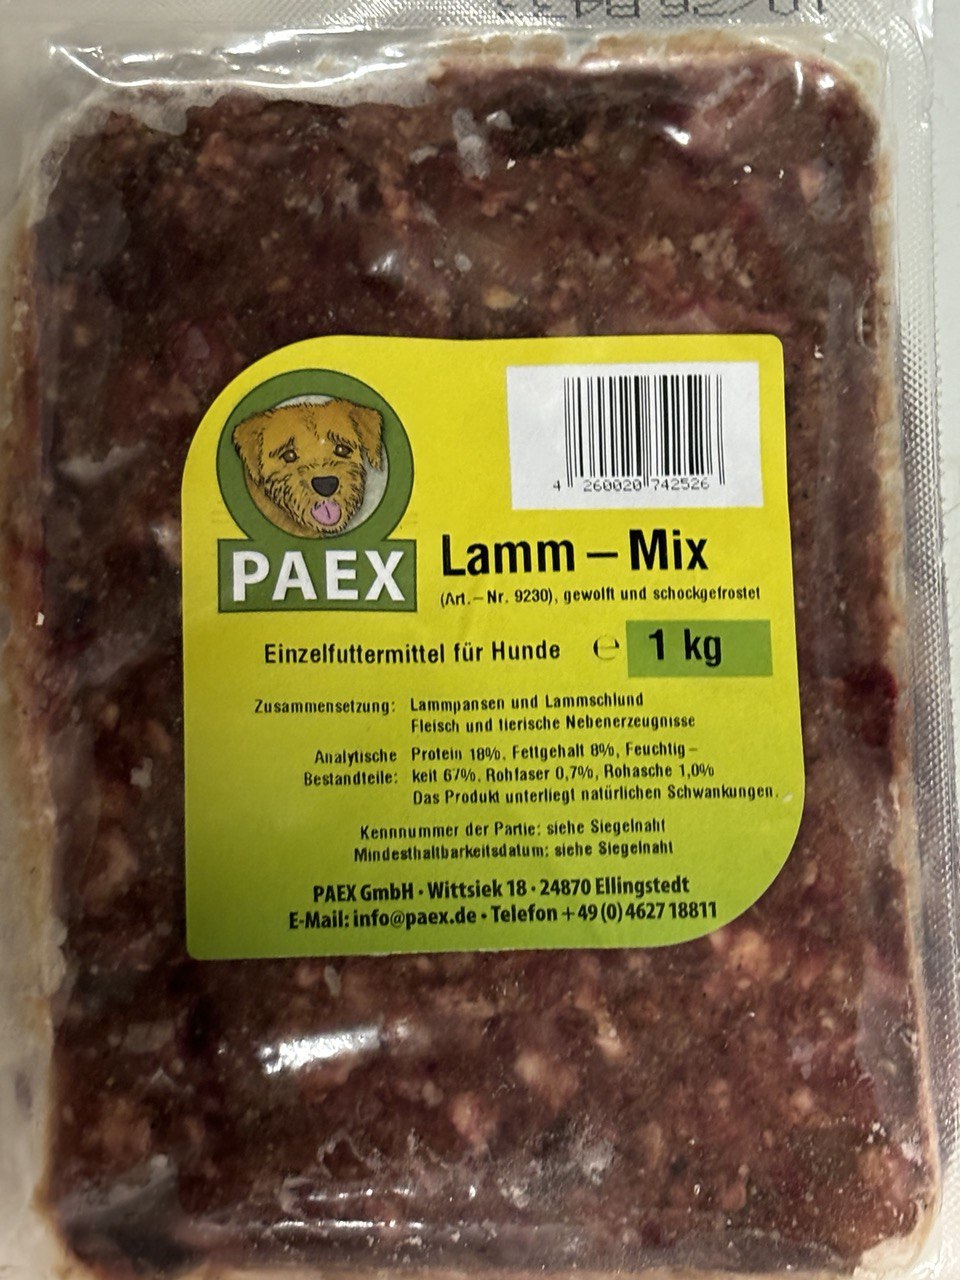 PAEX
4 260020 742526
Lamm – Mix
(Art.–Nr. 9230), gewolft und schockgefrostet
Einzelfuttermittel für Hunde ℮ 1 kg
Zusammensetzung: Lammpansen und Lammschlund
Fleisch und tierische Nebenerzeugnisse
Analytische Protein 18%, Fettgehalt 8%, Feuchtig–
Bestandteile: keit 67%, Rohfaser 0,7%, Rohasche 1,0%
Das Produkt unterliegt natürlichen Schwankungen.
Kennnummer der Partie: siehe Siegelnaht
Mindesthaltbarkeitsdatum: siehe Siegelnaht
PAEX GmbH · Wittsiek 18 · 24870 Ellingstedt
E-Mail: info@paex.de · Telefon +49 (0) 4627 18811